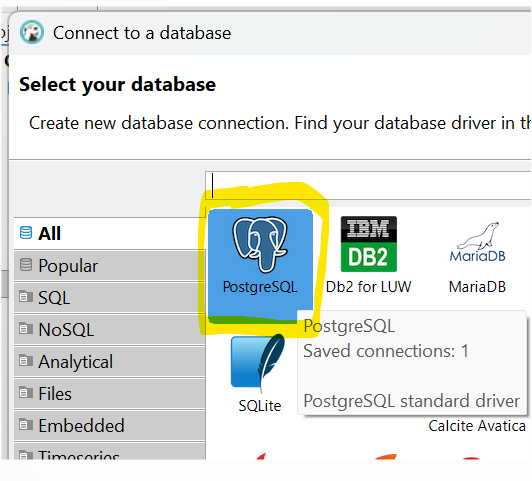 Connect to a database
Select your database
Create new database connection. Find your database driver in th
All
Popular
SQL
NoSQL
Analytical
Files
Embedded
Timeseries
PostgreSQL
IBM
DB2
Db2 for LUW
MariaDB
MariaDB
SQLite
PostgreSQL
Saved connections: 1
PostgreSQL standard driver
Calcite Avatica